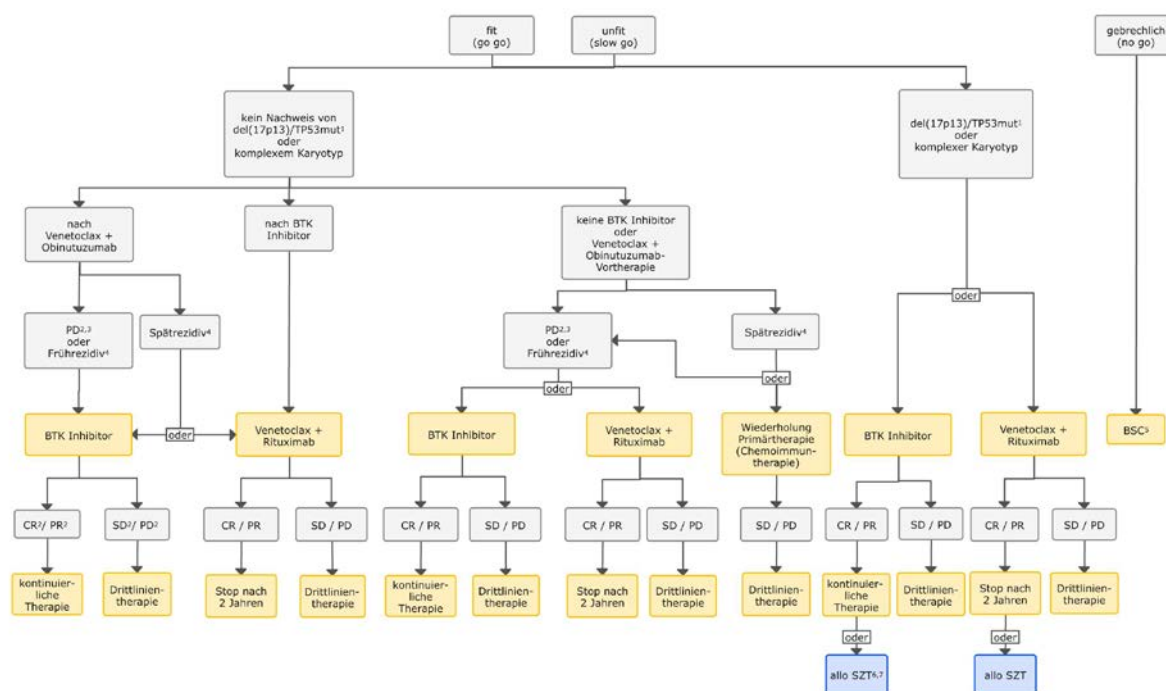 fit
(go go)
unfit
(slow go)
gebrechlich
(no go)
kein Nachweis von
del(17p13)/TP53mut¹
oder
komplexem Karyotyp
del(17p13)/TP53mut¹
oder
komplexer Karyotyp
nach
Venetoclax +
Obinutuzumab
nach BTK
Inhibitor
keine BTK Inhibitor
oder
Venetoclax +
Obinutuzumab-
Vortherapie
oder
PD²,³
oder
Frührezidiv⁴
Spätrezidiv⁴
PD²,³
oder
Frührezidiv⁴
Spätrezidiv⁴
oder
oder
BTK Inhibitor
oder
Venetoclax +
Rituximab
BTK Inhibitor
Venetoclax +
Rituximab
Wiederholung
Primärtherapie
(Chemoimmun-
therapie)
BTK Inhibitor
Venetoclax +
Rituximab
BSC⁵
CR²/ PR²
SD²/ PD²
CR / PR
SD / PD
CR / PR
SD / PD
CR / PR
SD / PD
SD / PD
CR / PR
SD / PD
CR / PR
SD / PD
kontinuier-
liche
Therapie
Drittlinien-
therapie
Stop nach
2 Jahren
Drittlinien-
therapie
kontinuier-
liche
Therapie
Drittlinien-
therapie
Stop nach
2 Jahren
Drittlinien-
therapie
Drittlinien-
therapie
kontinuier-
liche
Therapie
Drittlinien-
therapie
Stop nach
2 Jahren
Drittlinien-
therapie
oder
oder
allo SZT⁶,⁷
allo SZT